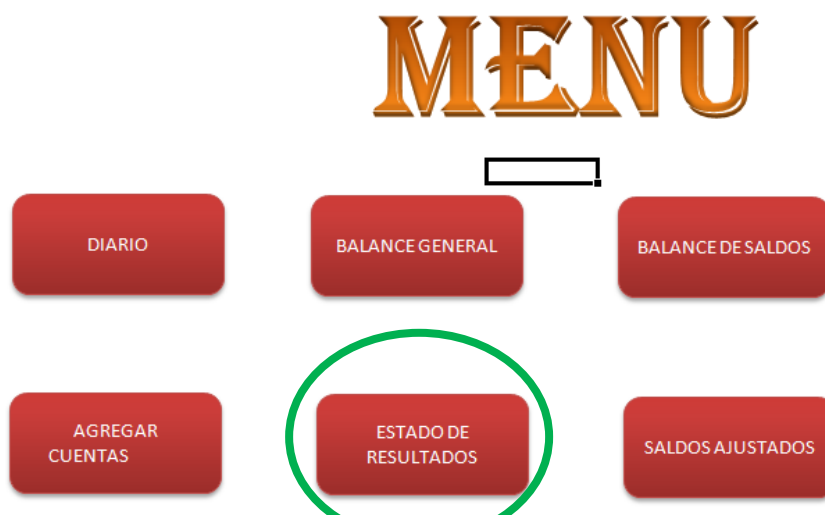 MENU
DIARIO
BALANCE GENERAL
BALANCE DE SALDOS
AGREGAR
CUENTAS
ESTADO DE
RESULTADOS
SALDOS AJUSTADOS